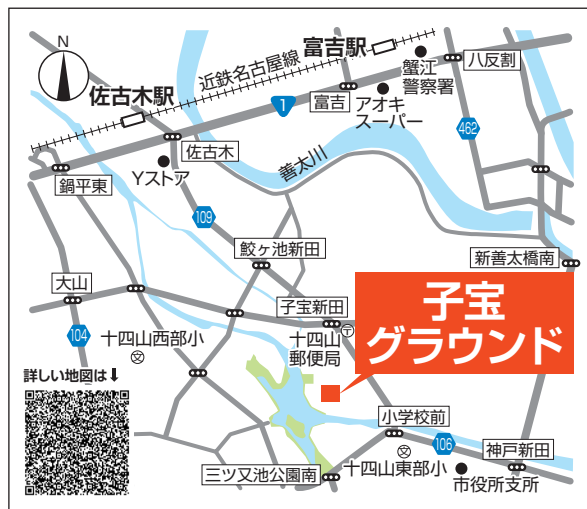 N
富吉駅
近鉄名古屋線
蟹江
警察署
八反割
佐古木駅
1
富吉
アオキ
スーパー
462
佐古木
Yストア
善太川
鍋平東
109
鮫ヶ池新田
新善太橋南
大山
子宝新田
子宝
グラウンド
104
十四山西部小
文
十四山
郵便局
〒
詳しい地図は⬇
小学校前
106
神戸新田
文
十四山東部小
三ツ又池公園南
市役所支所